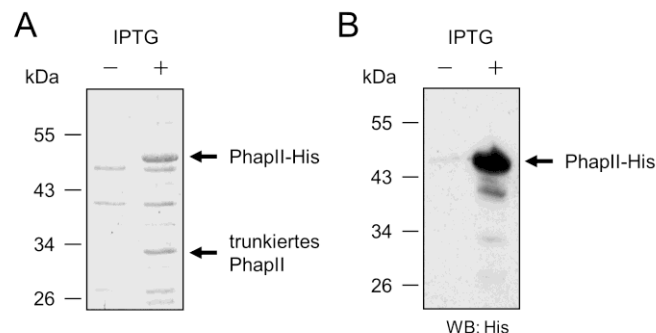 A
IPTG
− +
kDa
55
PhapII-His
43
34
trunkiertes
PhapII
26
B
IPTG
− +
kDa
55
PhapII-His
43
34
26
WB: His